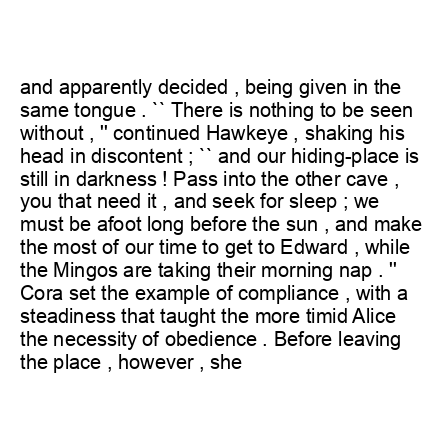 and apparently decided , being given in the
same tongue . `` There is nothing to be seen
without , '' continued Hawkeye , shaking his
head in discontent ; `` and our hiding-place is
still in darkness ! Pass into the other cave ,
you that need it , and seek for sleep ; we
must be afoot long before the sun , and make
the most of our time to get to Edward , while
the Mingos are taking their morning nap . ''
Cora set the example of compliance , with a
steadiness that taught the more timid Alice
the necessity of obedience . Before leaving
the place , however , she